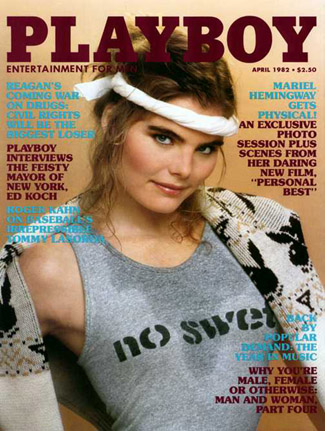 PLAYBOY
ENTERTAINMENT FOR MEN
APRIL 1982 • $2.50
REAGAN'S
COMING WAR
ON DRUGS:
CIVIL RIGHTS
WILL BE THE
BIGGEST LOSER
PLAYBOY
INTERVIEWS
THE FEISTY
MAYOR OF
NEW YORK,
ED KOCH
ROGER KAHN
ON BASEBALL'S
IRREPRESSIBLE
TOMMY LASORDA
MARIEL
HEMINGWAY
GETS
PHYSICAL!
AN EXCLUSIVE
PHOTO
SESSION PLUS
SCENES FROM
HER DARING
NEW FILM,
"PERSONAL
BEST"
no swe
BACK
BY
POPULAR
DEMAND: THE
YEAR IN MUSIC
WHY YOU'RE
MALE, FEMALE
OR OTHERWISE:
MAN AND WOMAN,
PART FOUR